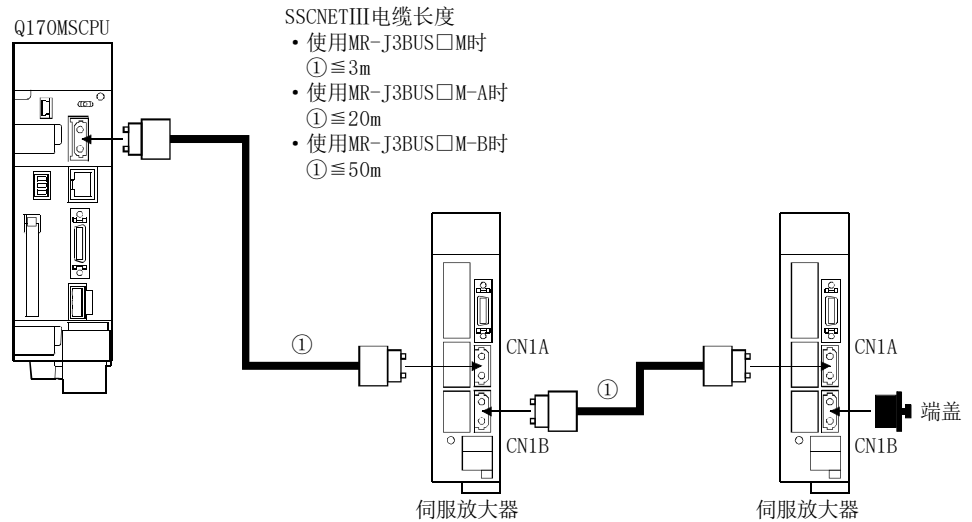 Q170MSCPU
SSCNETⅢ电缆长度
・使用MR-J3BUS□M时
①≦3m
・使用MR-J3BUS□M-A时
①≦20m
・使用MR-J3BUS□M-B时
①≦50m
①
CN1A
①
CN1A
CN1B
CN1B
端盖
伺服放大器
伺服放大器